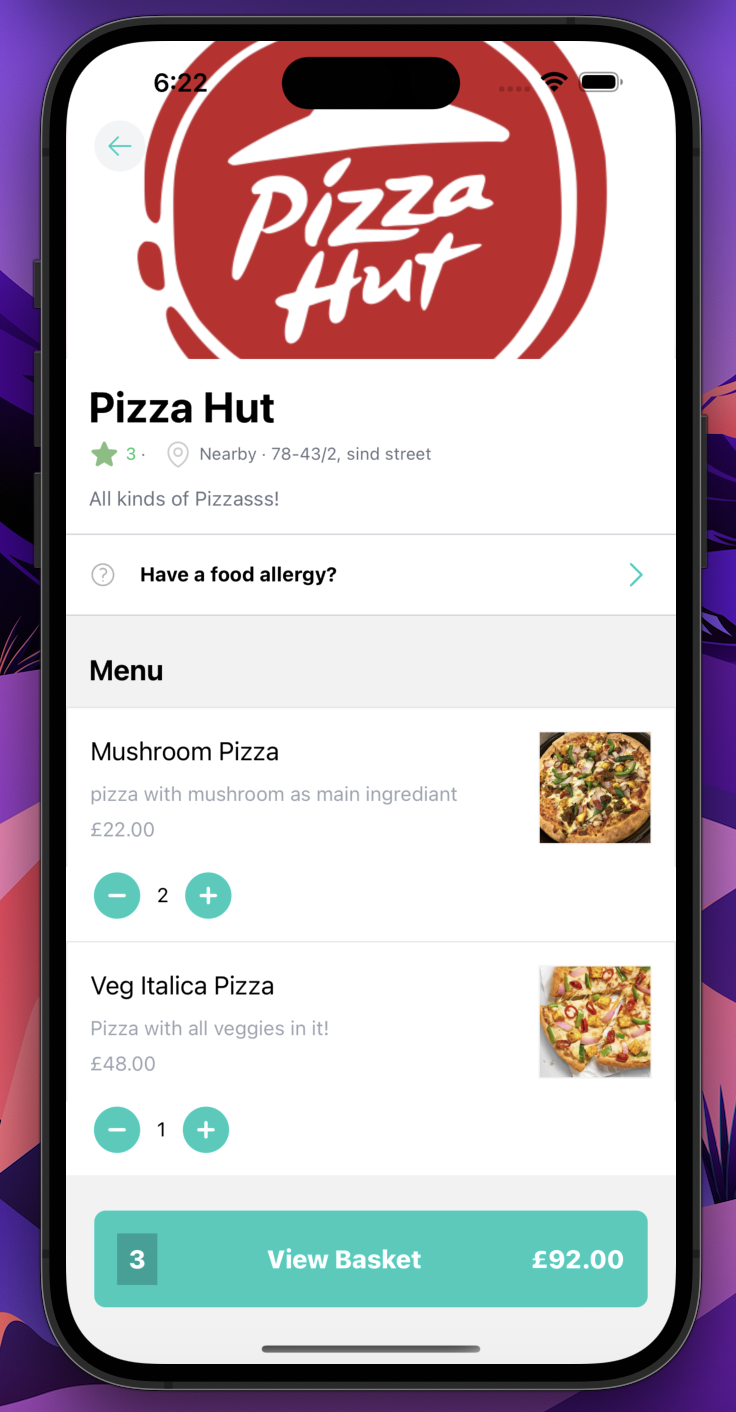 6:22
Pizza
Hut
Pizza Hut
3 · Nearby · 78-43/2, sind street
All kinds of Pizzasss!
Have a food allergy?
Menu
Mushroom Pizza
pizza with mushroom as main ingrediant
£22.00
2
Veg Italica Pizza
Pizza with all veggies in it!
£48.00
1
3 View Basket £92.00